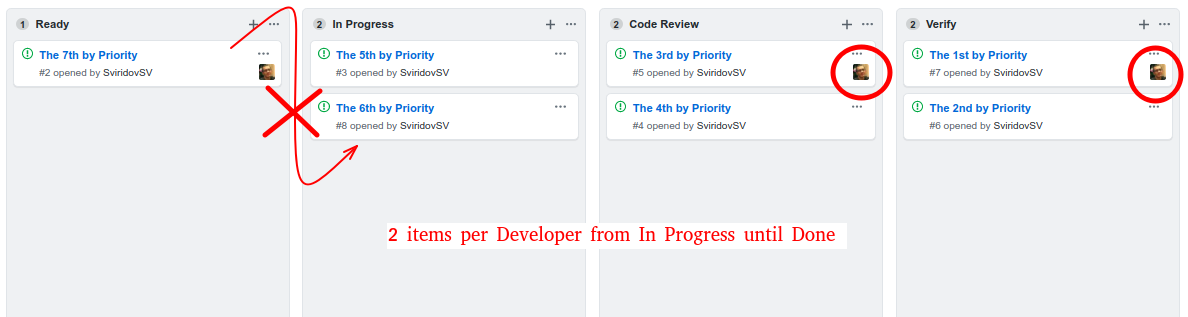 1 Ready
The 7th by Priority
#2 opened by SviridovSV
2 In Progress
The 5th by Priority
#3 opened by SviridovSV
The 6th by Priority
#8 opened by SviridovSV
2 Code Review
The 3rd by Priority
#5 opened by SviridovSV
The 4th by Priority
#4 opened by SviridovSV
2 Verify
The 1st by Priority
#7 opened by SviridovSV
The 2nd by Priority
#6 opened by SviridovSV
2 items per Developer from In Progress until Done